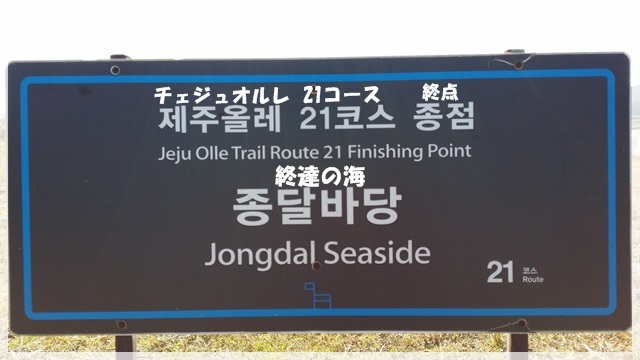 チェジュオルレ 21コース 終点
제주올레 21코스 종점
Jeju Olle Trail Route 21 Finishing Point
終達の海
종달바당
Jongdal Seaside
21 코스
Route